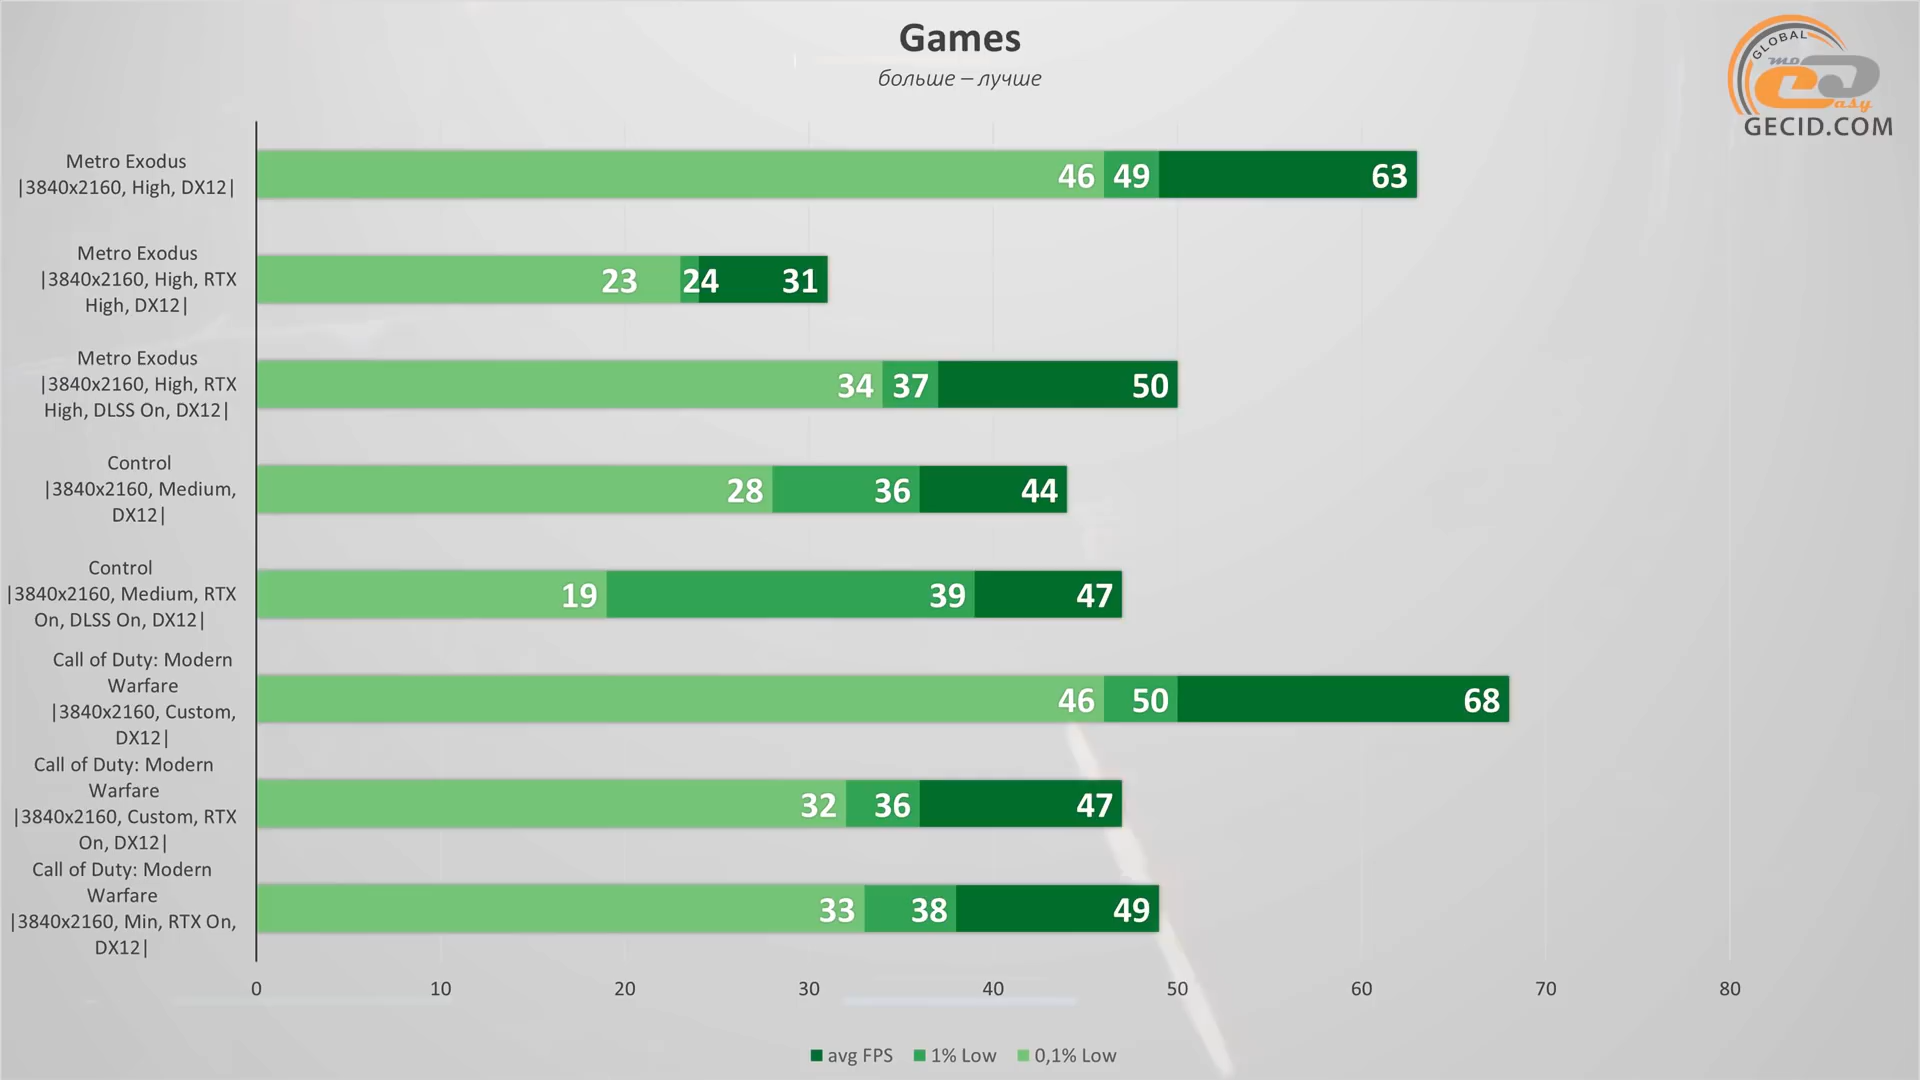 Games
больше – лучше
GLOBAL
mo
easy
GECID.COM
Metro Exodus
|3840x2160, High, DX12|
46 49 63
Metro Exodus
|3840x2160, High, RTX
High, DX12|
23 24 31
Metro Exodus
|3840x2160, High, RTX
High, DLSS On, DX12|
34 37 50
Control
|3840x2160, Medium,
DX12|
28 36 44
Control
|3840x2160, Medium, RTX
On, DLSS On, DX12|
19 39 47
Call of Duty: Modern
Warfare
|3840x2160, Custom,
DX12|
46 50 68
Call of Duty: Modern
Warfare
|3840x2160, Custom, RTX
On, DX12|
32 36 47
Call of Duty: Modern
Warfare
|3840x2160, Min, RTX On,
DX12|
33 38 49
0 10 20 30 40 50 60 70 80
avg FPS 1% Low 0,1% Low